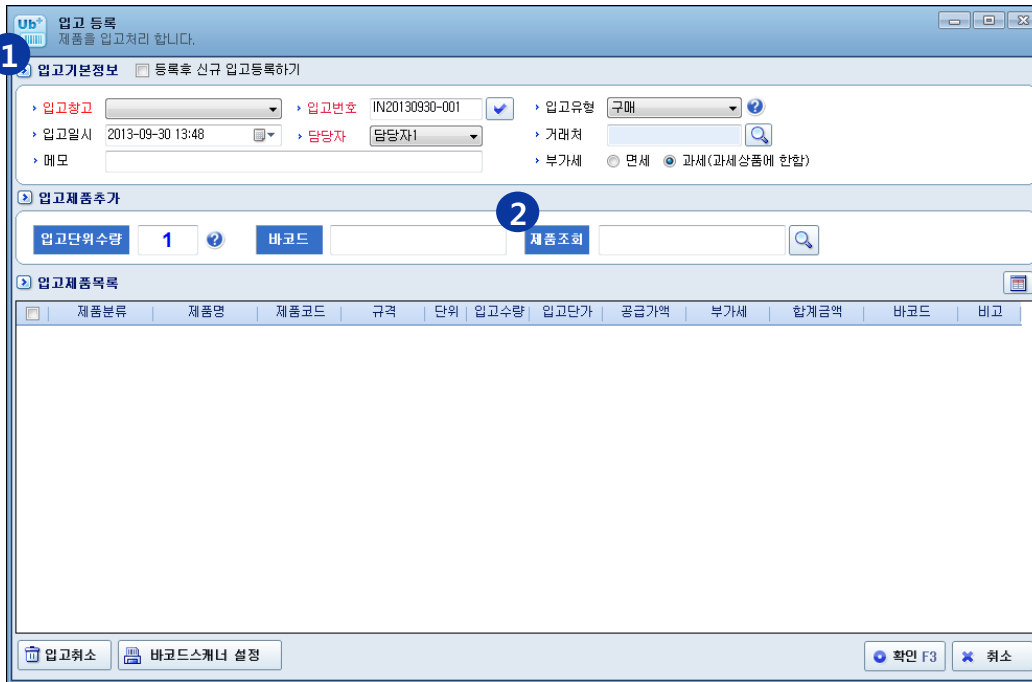 Ub+ 입고 등록
제품을 입고처리 합니다.
1
입고기본정보 등록후 신규 입고등록하기
입고창고 입고번호 IN20130930-001 입고유형 구매 ?
입고일시 2013-09-30 13:48 담당자 담당자1 거래처
메모 부가세 면세 과세(과세상품에 한함)
입고제품추가
2
입고단위수량 1 ? 바코드 제품조회
입고제품목록
제품분류 제품명 제품코드 규격 단위 입고수량 입고단가 공급가액 부가세 합계금액 바코드 비고
입고취소 바코드스캐너 설정 확인 F3 취소